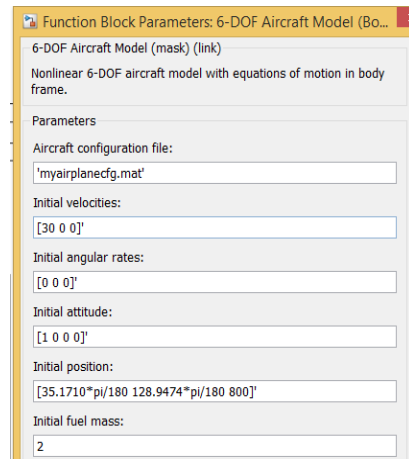 Function Block Parameters: 6-DOF Aircraft Model (Bo...
6-DOF Aircraft Model (mask) (link)
Nonlinear 6-DOF aircraft model with equations of motion in body
frame.
Parameters
Aircraft configuration file:
'myairplanecfg.mat'
Initial velocities:
[30 0 0]'
Initial angular rates:
[0 0 0]'
Initial attitude:
[1 0 0 0]'
Initial position:
[35.1710*pi/180 128.9474*pi/180 800]'
Initial fuel mass:
2